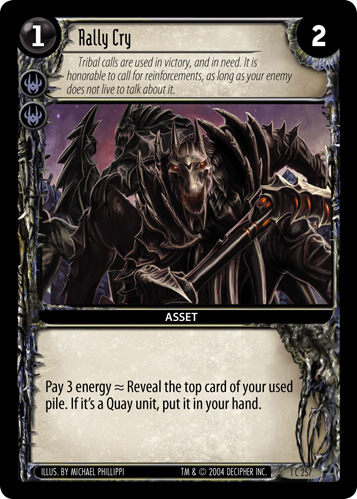 1 Rally Cry 2
Tribal calls are used in victory, and in need. It is
honorable to call for reinforcements, as long as your enemy
does not live to talk about it.
ASSET
Pay 3 energy ≈ Reveal the top card of your used
pile. If it's a Quay unit, put it in your hand.
ILLUS. BY MICHAEL PHILLIPPI TM & © 2004 DECIPHER INC. 1 C 257